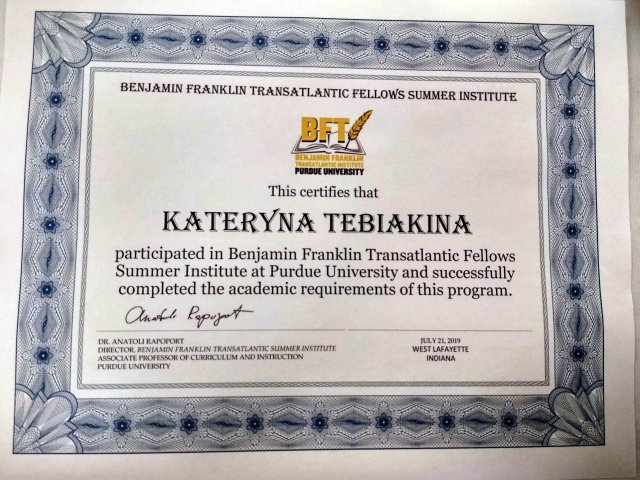 BENJAMIN FRANKLIN TRANSATLANTIC FELLOWS SUMMER INSTITUTE
BFT
BENJAMIN FRANKLIN
TRANSATLANTIC INSTITUTE
PURDUE UNIVERSITY
This certifies that
KATERYNA TEBIAKINA
participated in Benjamin Franklin Transatlantic Fellows
Summer Institute at Purdue University and successfully
completed the academic requirements of this program.
Anatoli Rapoport
DR. ANATOLI RAPOPORT
DIRECTOR, BENJAMIN FRANKLIN TRANSATLANTIC SUMMER INSTITUTE
ASSOCIATE PROFESSOR OF CURRICULUM AND INSTRUCTION
PURDUE UNIVERSITY
JULY 21, 2019
WEST LAFAYETTE
INDIANA